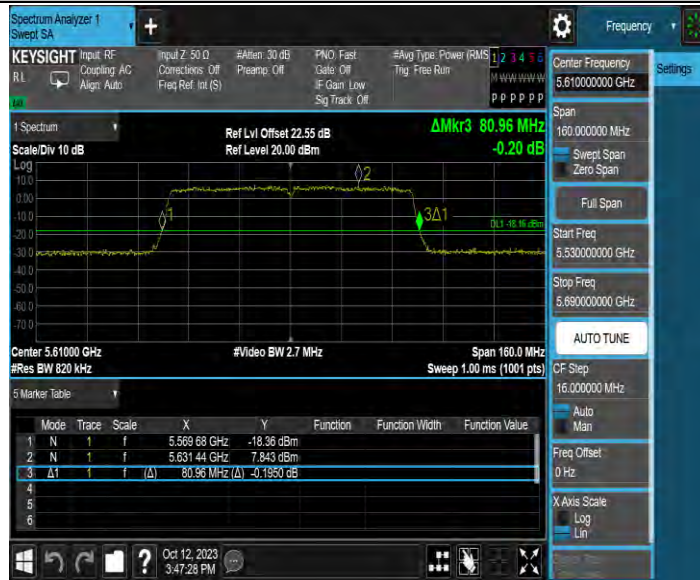 Spectrum Analyzer 1
Swept SA
+
Frequency
KEYSIGHT Input: RF Input Z: 50 Ω #Atten: 30 dB PNO: Fast #Avg Type: Power (RMS 1 2 3 4 5 6
RL Coupling: AC Corrections: Off Preamp: Off Gate: Off Trig: Free Run M W W W W W
Align: Auto Freq Ref: Int (S) IF Gain: Low
Sig Track: Off P P P P P P
1 Spectrum
Ref Lvl Offset 22.55 dB ΔMkr3 80.96 MHz
Scale/Div 10 dB Ref Level 20.00 dBm -0.20 dB
Log
10.0
0.00
-10.0
-20.0
-30.0
-40.0
-50.0
-60.0
-70.0
1
2
3Δ1
DL1 -18.16 dBm
Center 5.61000 GHz #Video BW 2.7 MHz Span 160.0 MHz
#Res BW 820 kHz Sweep 1.00 ms (1001 pts)
5 Marker Table
Mode Trace Scale X Y Function Function Width Function Value
1 N 1 f 5.569 68 GHz -18.36 dBm
2 N 1 f 5.631 44 GHz 7.843 dBm
3 Δ1 1 f (Δ) 80.96 MHz (Δ) -0.1950 dB
4
5
6
Oct 12, 2023
3:47:28 PM
?
Settings
Center Frequency
5.610000000 GHz
Span
160.000000 MHz
Swept Span
Zero Span
Full Span
Start Freq
5.530000000 GHz
Stop Freq
5.690000000 GHz
AUTO TUNE
CF Step
16.000000 MHz
Auto
Man
Freq Offset
0 Hz
X Axis Scale
Log
Lin